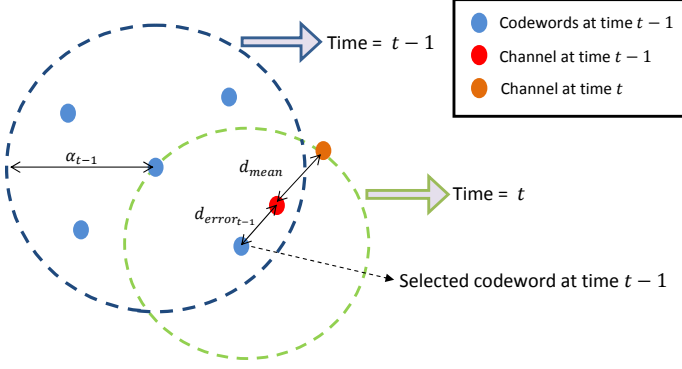 Time = t − 1
Codewords at time t − 1
Channel at time t − 1
Channel at time t
α_{t−1}
d_{mean}
Time = t
d_{error_{t−1}}
Selected codeword at time t − 1